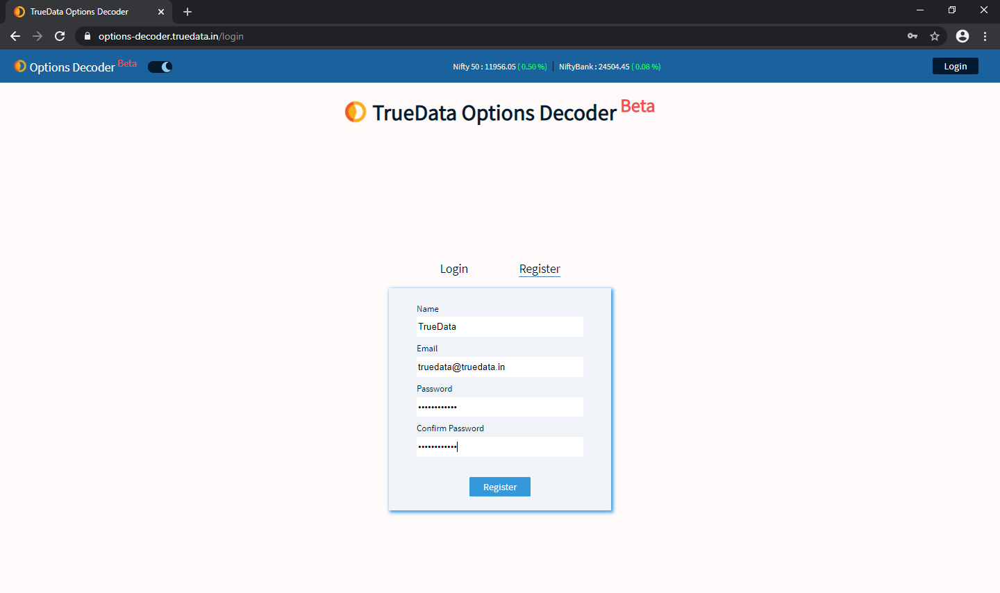 TrueData Options Decoder
options-decoder.truedata.in/login
Options Decoder Beta
Nifty 50 : 11956.05 ( 0.50 %) NiftyBank : 24504.45 ( 0.08 %)
Login
TrueData Options Decoder Beta
Login Register
Name
TrueData
Email
truedata@truedata.in
Password
••••••••••••
Confirm Password
••••••••••••
Register